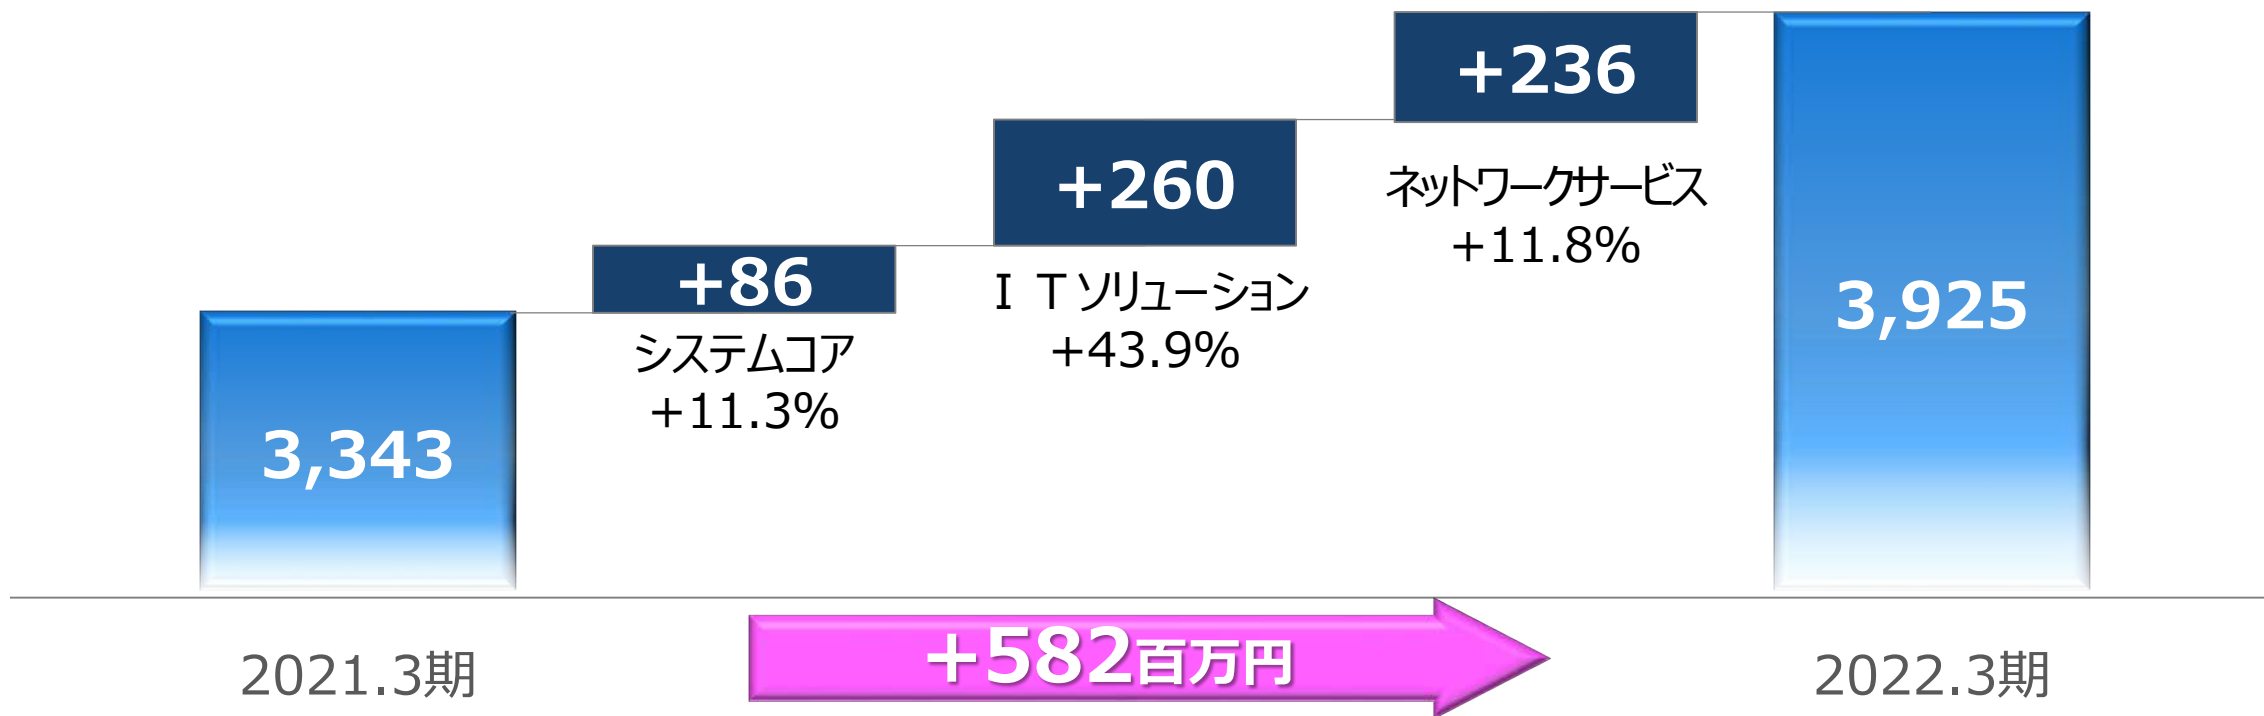 3,343
+86
システムコア
+11.3%
+260
ＩＴソリューション
+43.9%
+236
ネットワークサービス
+11.8%
3,925
2021.3期
+582百万円
2022.3期